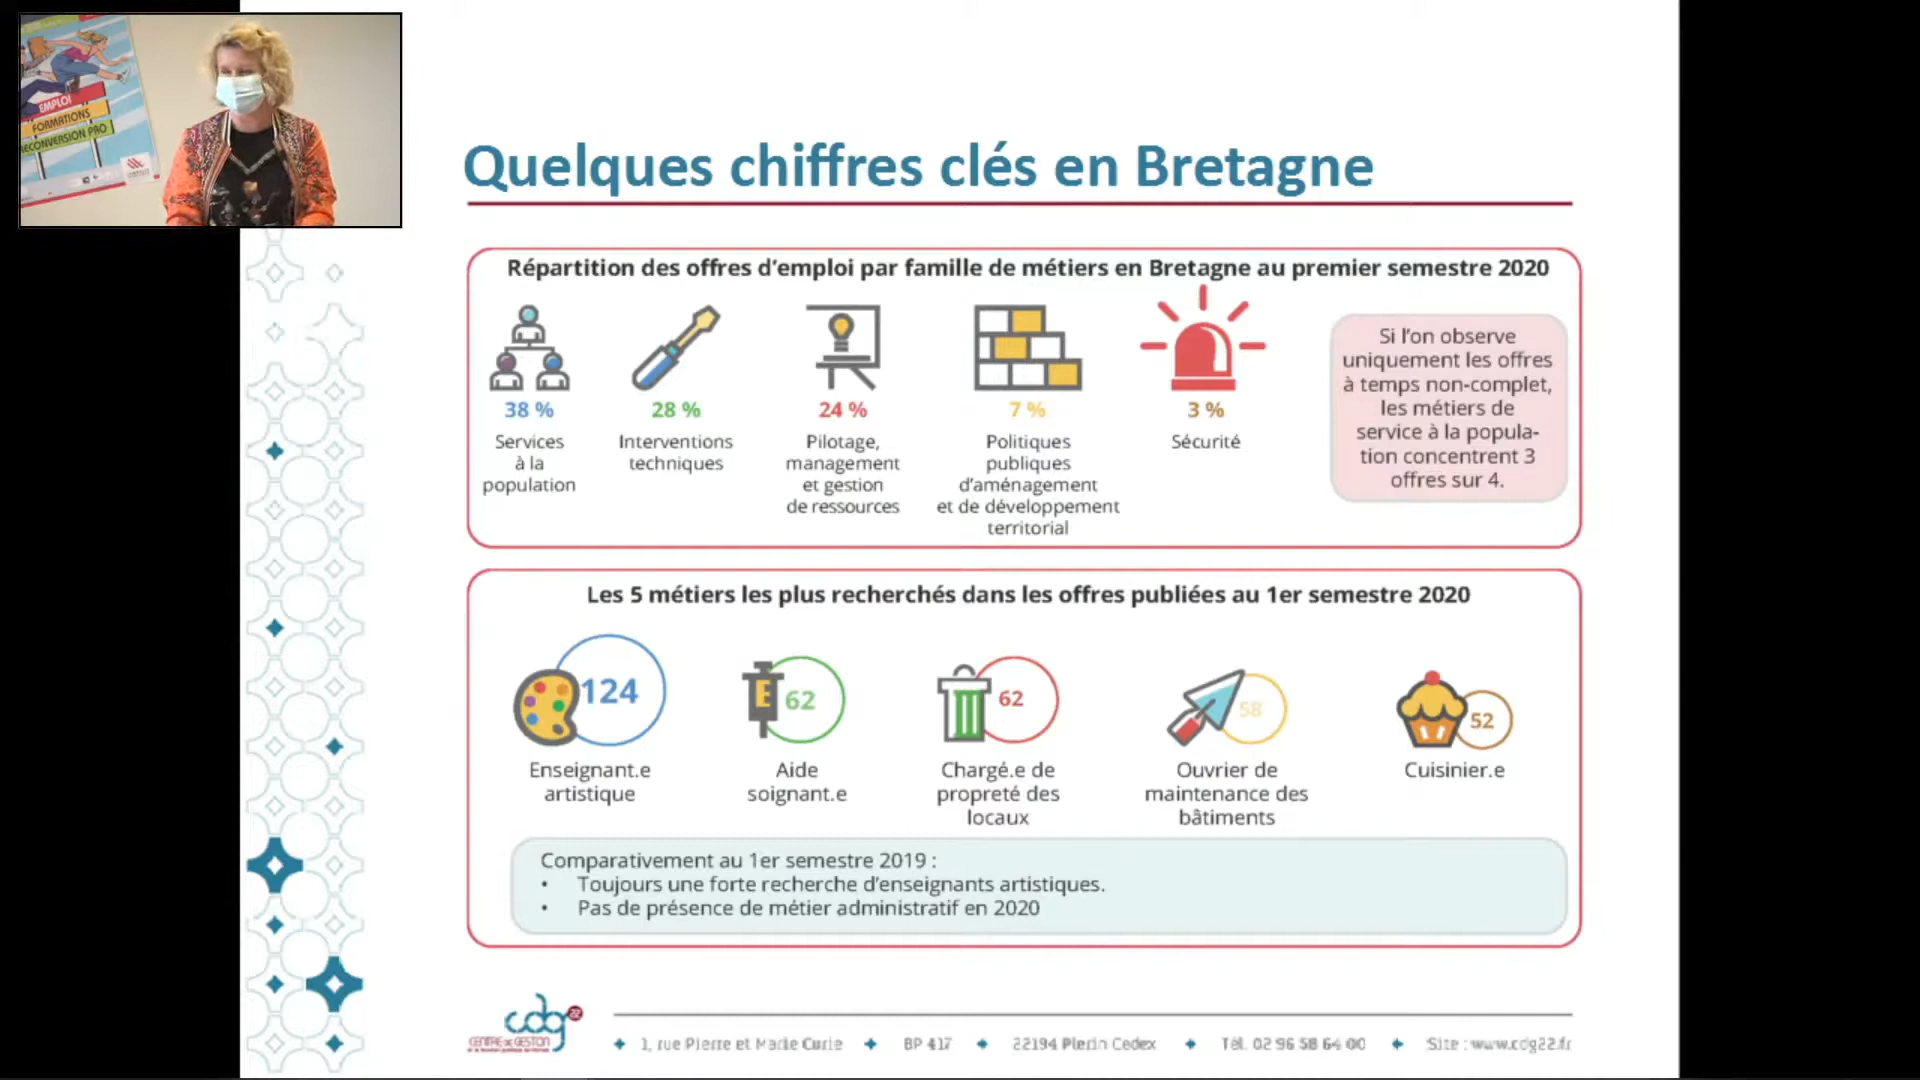 EMPLOI
FORMATIONS
RECONVERSION PRO
Quelques chiffres clés en Bretagne
Répartition des offres d'emploi par famille de métiers en Bretagne au premier semestre 2020
38 %
Services
à la
population
28 %
Interventions
techniques
24 %
Pilotage,
management
et gestion
de ressources
7 %
Politiques
publiques
d'aménagement
et de développement
territorial
3 %
Sécurité
Si l'on observe
uniquement les offres
à temps non-complet,
les métiers de
service à la popula-
tion concentrent 3
offres sur 4.
Les 5 métiers les plus recherchés dans les offres publiées au 1er semestre 2020
124
Enseignant.e
artistique
62
Aide
soignant.e
62
Chargé.e de
propreté des
locaux
58
Ouvrier de
maintenance des
bâtiments
52
Cuisinier.e
Comparativement au 1er semestre 2019 :
• Toujours une forte recherche d'enseignants artistiques.
• Pas de présence de métier administratif en 2020
cdg 22
CENTRE DE GESTION
1, rue Pierre et Marie Curie BP 417 22194 Plérin Cedex Tél. 02 96 58 64 00 Site : www.cdg22.fr